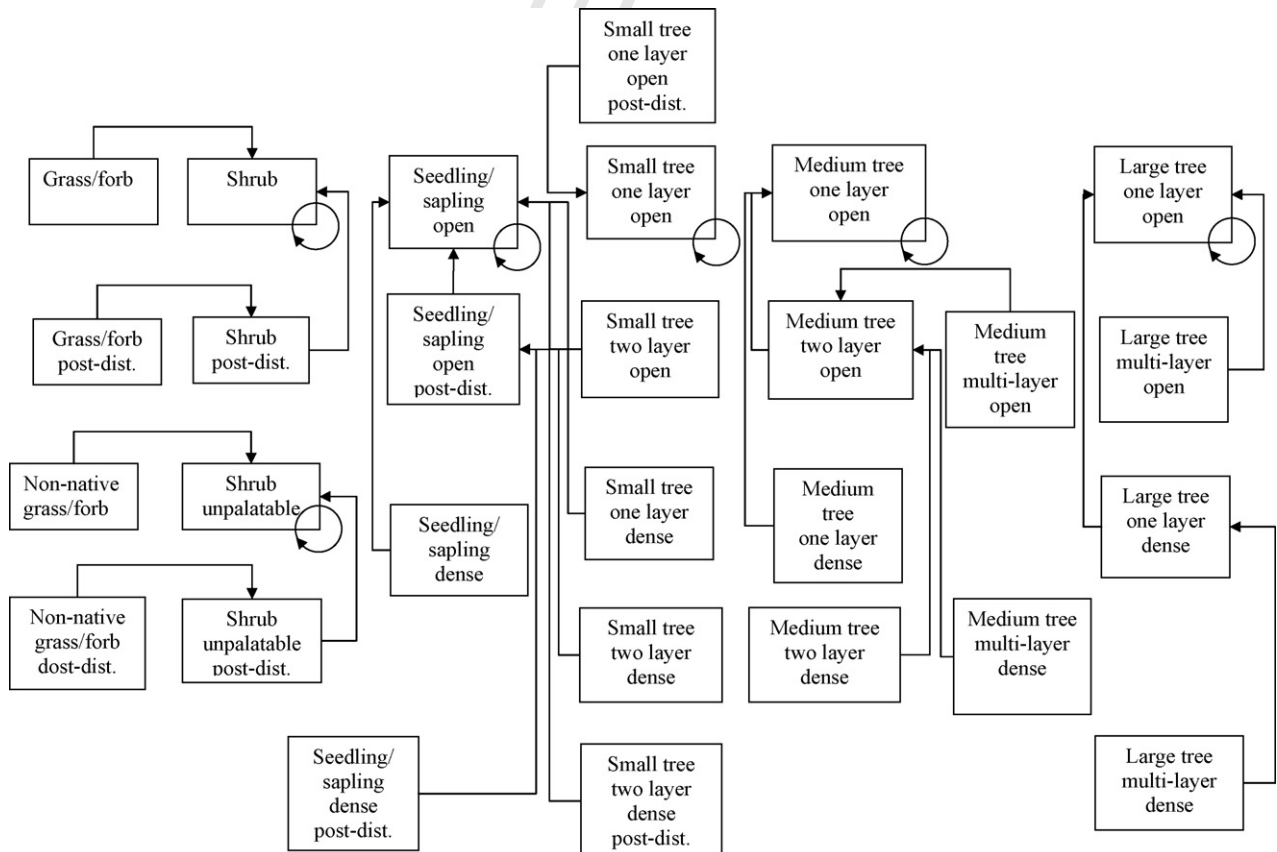 Small tree
one layer
open
post-dist.
Grass/forb
Shrub
Seedling/
sapling
open
Small tree
one layer
open
Medium tree
one layer
open
Large tree
one layer
open
Grass/forb
post-dist.
Shrub
post-dist.
Seedling/
sapling
open
post-dist.
Small tree
two layer
open
Medium tree
two layer
open
Medium
tree
multi-layer
open
Large tree
multi-layer
open
Non-native
grass/forb
Shrub
unpalatable
Seedling/
sapling
dense
Small tree
one layer
dense
Medium
tree
one layer
dense
Large tree
one layer
dense
Non-native
grass/forb
dost-dist.
Shrub
unpalatable
post-dist.
Small tree
two layer
dense
Medium tree
two layer
dense
Medium tree
multi-layer
dense
Seedling/
sapling
dense
post-dist.
Small tree
two layer
dense
post-dist.
Large tree
multi-layer
dense